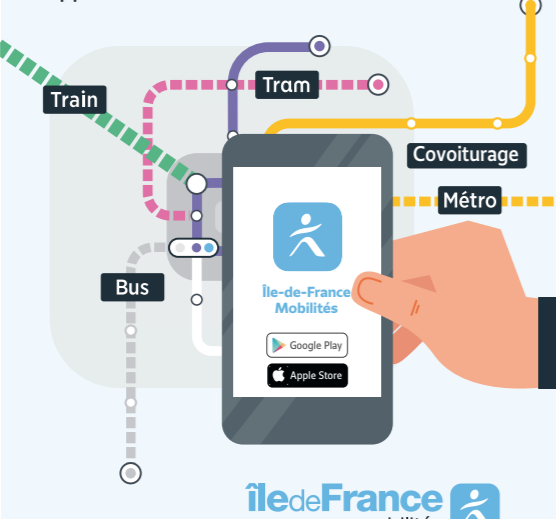 Train
Tram
Covoiturage
Métro
Bus
Île-de-France
Mobilités
Google Play
Apple Store
îledeFrance